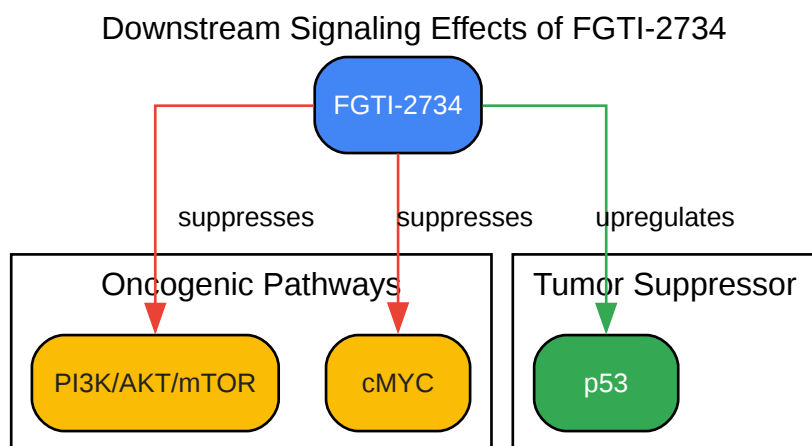 Downstream Signaling Effects of FGTI-2734
FGTI-2734
suppresses
suppresses
upregulates
Oncogenic Pathways
Tumor Suppressor
PI3K/AKT/mTOR
cMYC
p53